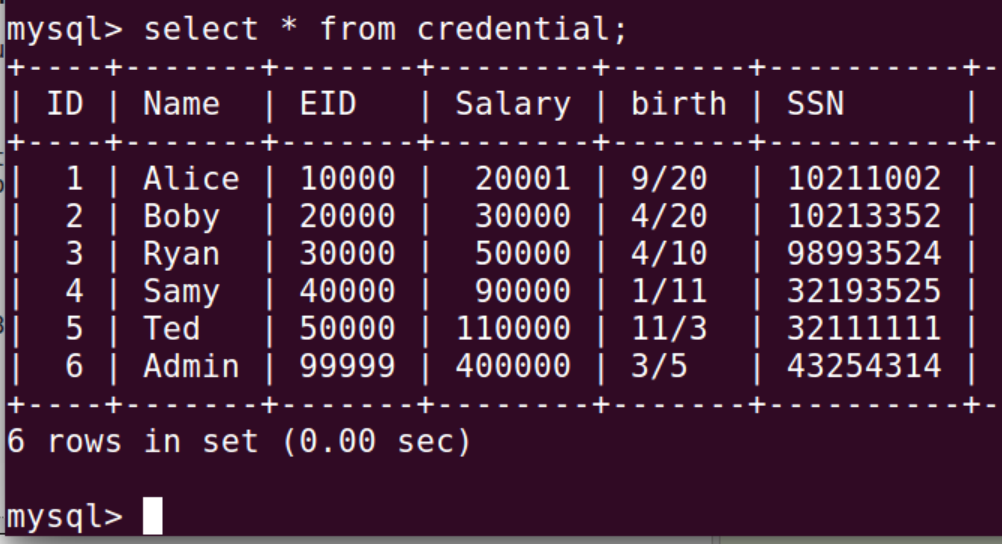 mysql> select * from credential;
+----+-------+-------+--------+-------+----------+-
| ID | Name  | EID   | Salary | birth | SSN      |
+----+-------+-------+--------+-------+----------+-
|  1 | Alice | 10000 |  20001 | 9/20  | 10211002 |
|  2 | Boby  | 20000 |  30000 | 4/20  | 10213352 |
|  3 | Ryan  | 30000 |  50000 | 4/10  | 98993524 |
|  4 | Samy  | 40000 |  90000 | 1/11  | 32193525 |
|  5 | Ted   | 50000 | 110000 | 11/3  | 32111111 |
|  6 | Admin | 99999 | 400000 | 3/5   | 43254314 |
+----+-------+-------+--------+-------+----------+-
6 rows in set (0.00 sec)
mysql>